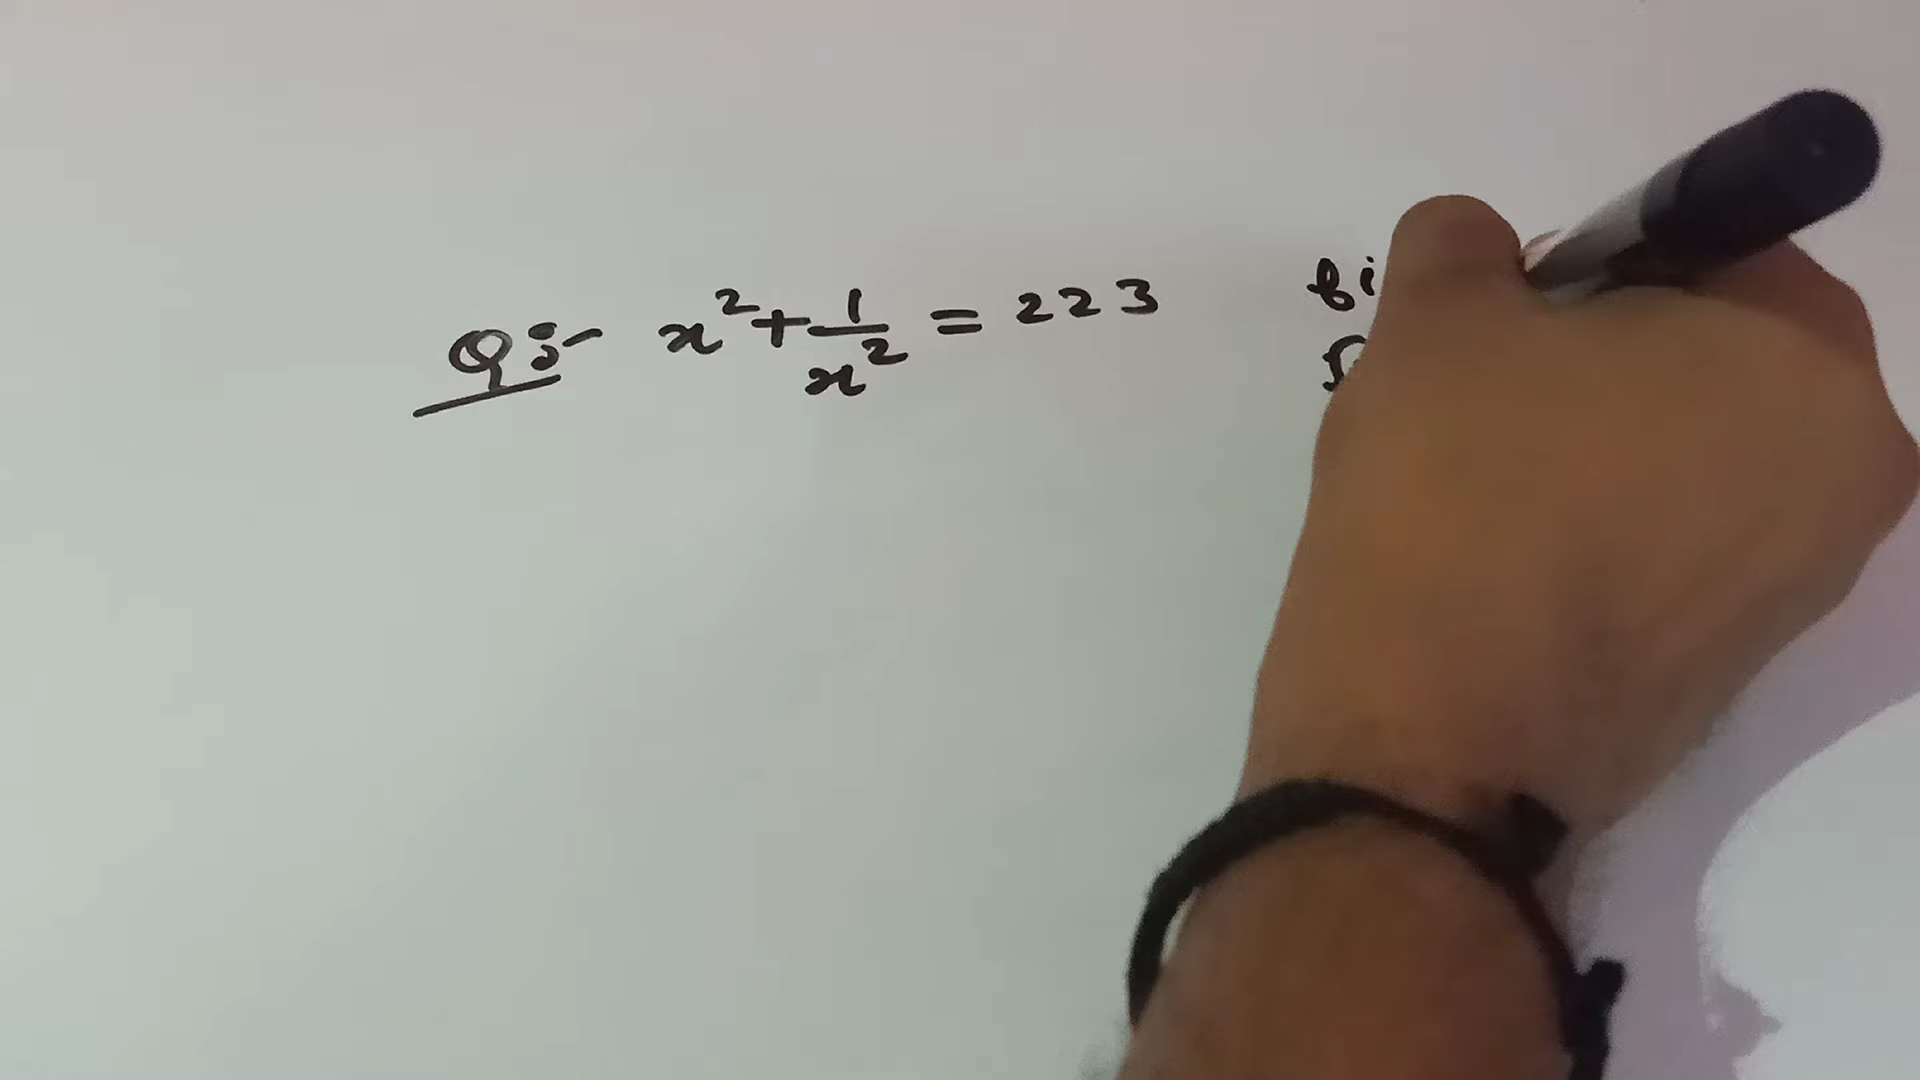 Q:- x² + 1/x² = 223